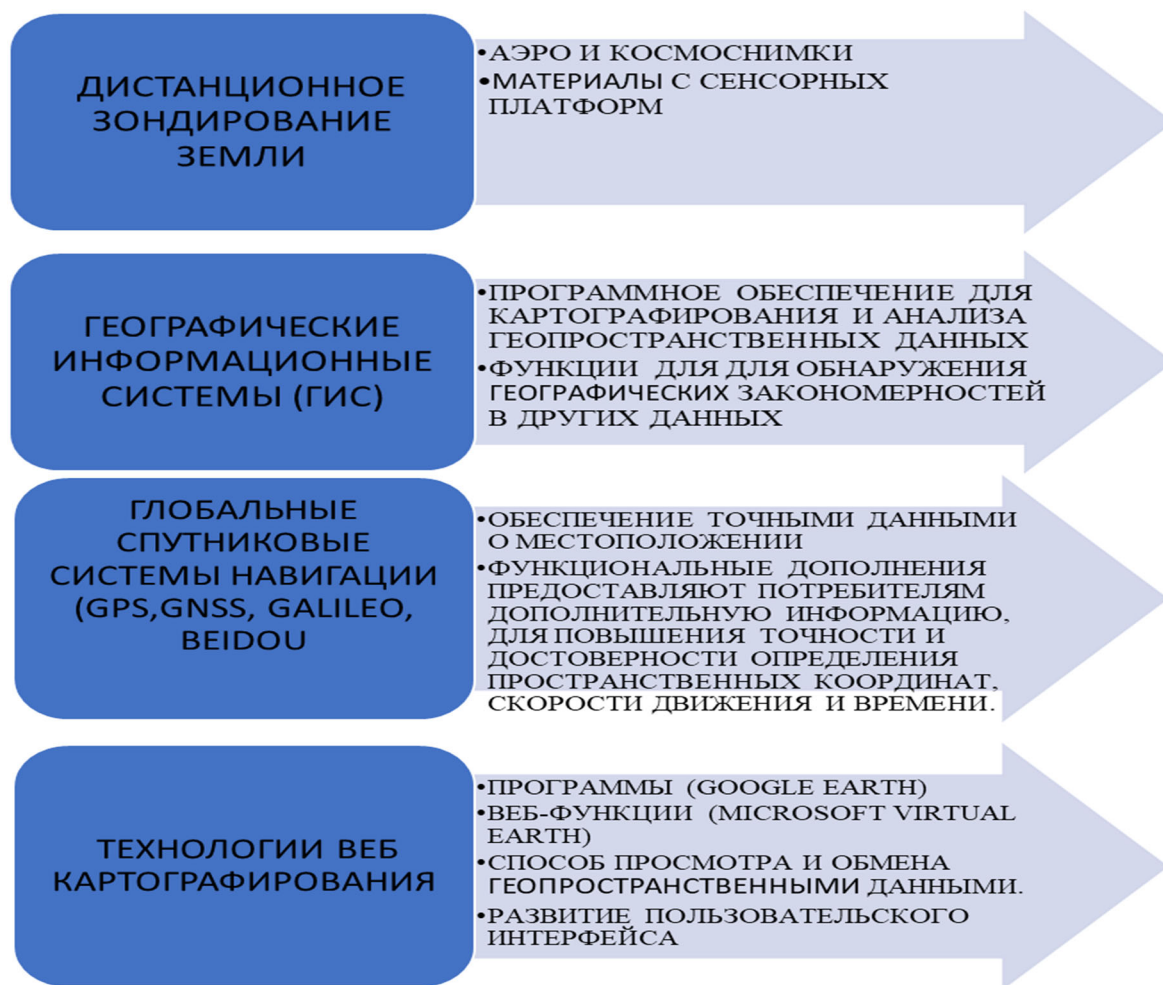 ДИСТАНЦИОННОЕ
ЗОНДИРОВАНИЕ
ЗЕМЛИ
•АЭРО И КОСМОСНИМКИ
•МАТЕРИАЛЫ С СЕНСОРНЫХ
ПЛАТФОРМ
ГЕОГРАФИЧЕСКИЕ
ИНФОРМАЦИОННЫЕ
СИСТЕМЫ (ГИС)
•ПРОГРАММНОЕ ОБЕСПЕЧЕНИЕ ДЛЯ
КАРТОГРАФИРОВАНИЯ И АНАЛИЗА
ГЕОПРОСТРАНСТВЕННЫХ ДАННЫХ
•ФУНКЦИИ ДЛЯ ДЛЯ ОБНАРУЖЕНИЯ
ГЕОГРАФИЧЕСКИХ ЗАКОНОМЕРНОСТЕЙ
В ДРУГИХ ДАННЫХ
ГЛОБАЛЬНЫЕ
СПУТНИКОВЫЕ
СИСТЕМЫ НАВИГАЦИИ
(GPS,GNSS, GALILEO,
BEIDOU
•ОБЕСПЕЧЕНИЕ ТОЧНЫМИ ДАННЫМИ
О МЕСТОПОЛОЖЕНИИ
•ФУНКЦИОНАЛЬНЫЕ ДОПОЛНЕНИЯ
ПРЕДОСТАВЛЯЮТ ПОТРЕБИТЕЛЯМ
ДОПОЛНИТЕЛЬНУЮ ИНФОРМАЦИЮ,
ДЛЯ ПОВЫШЕНИЯ ТОЧНОСТИ И
ДОСТОВЕРНОСТИ ОПРЕДЕЛЕНИЯ
ПРОСТРАНСТВЕННЫХ КООРДИНАТ,
СКОРОСТИ ДВИЖЕНИЯ И ВРЕМЕНИ.
ТЕХНОЛОГИИ ВЕБ
КАРТОГРАФИРОВАНИЯ
•ПРОГРАММЫ (GOOGLE EARTH)
•ВЕБ-ФУНКЦИИ (MICROSOFT VIRTUAL
EARTH)
•СПОСОБ ПРОСМОТРА И ОБМЕНА
ГЕОПРОСТРАНСТВЕННЫМИ ДАННЫМИ.
•РАЗВИТИЕ ПОЛЬЗОВАТЕЛЬСКОГО
ИНТЕРФЕЙСА